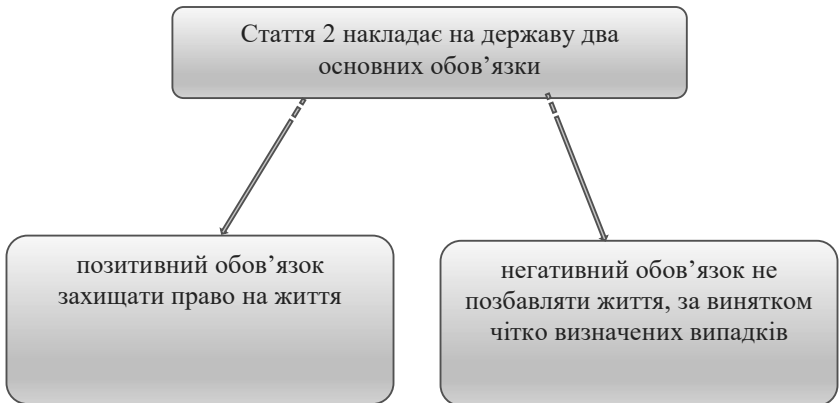 Стаття 2 накладає на державу два
основних обов’язки
позитивний обов’язок
захищати право на життя
негативний обов’язок не
позбавляти життя, за винятком
чітко визначених випадків